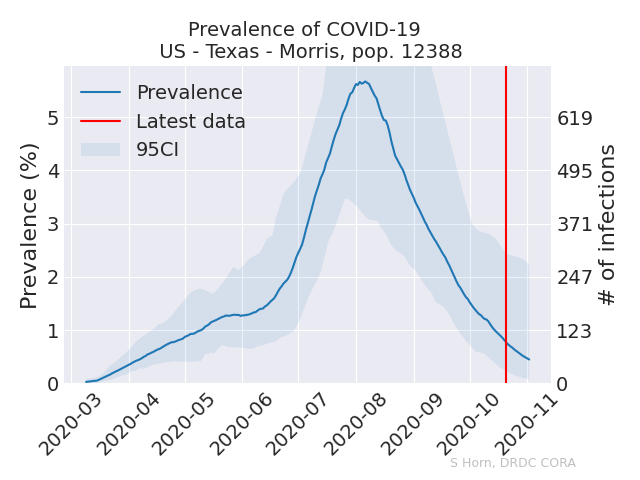 Prevalence of COVID-19
US - Texas - Morris, pop. 12388
Prevalence
Latest data
95CI
Prevalence (%)
5
4
3
2
1
0
619
495
371
247
123
0
# of infections
2020-03
2020-04
2020-05
2020-06
2020-07
2020-08
2020-09
2020-10
2020-11
S Horn, DRDC CORA